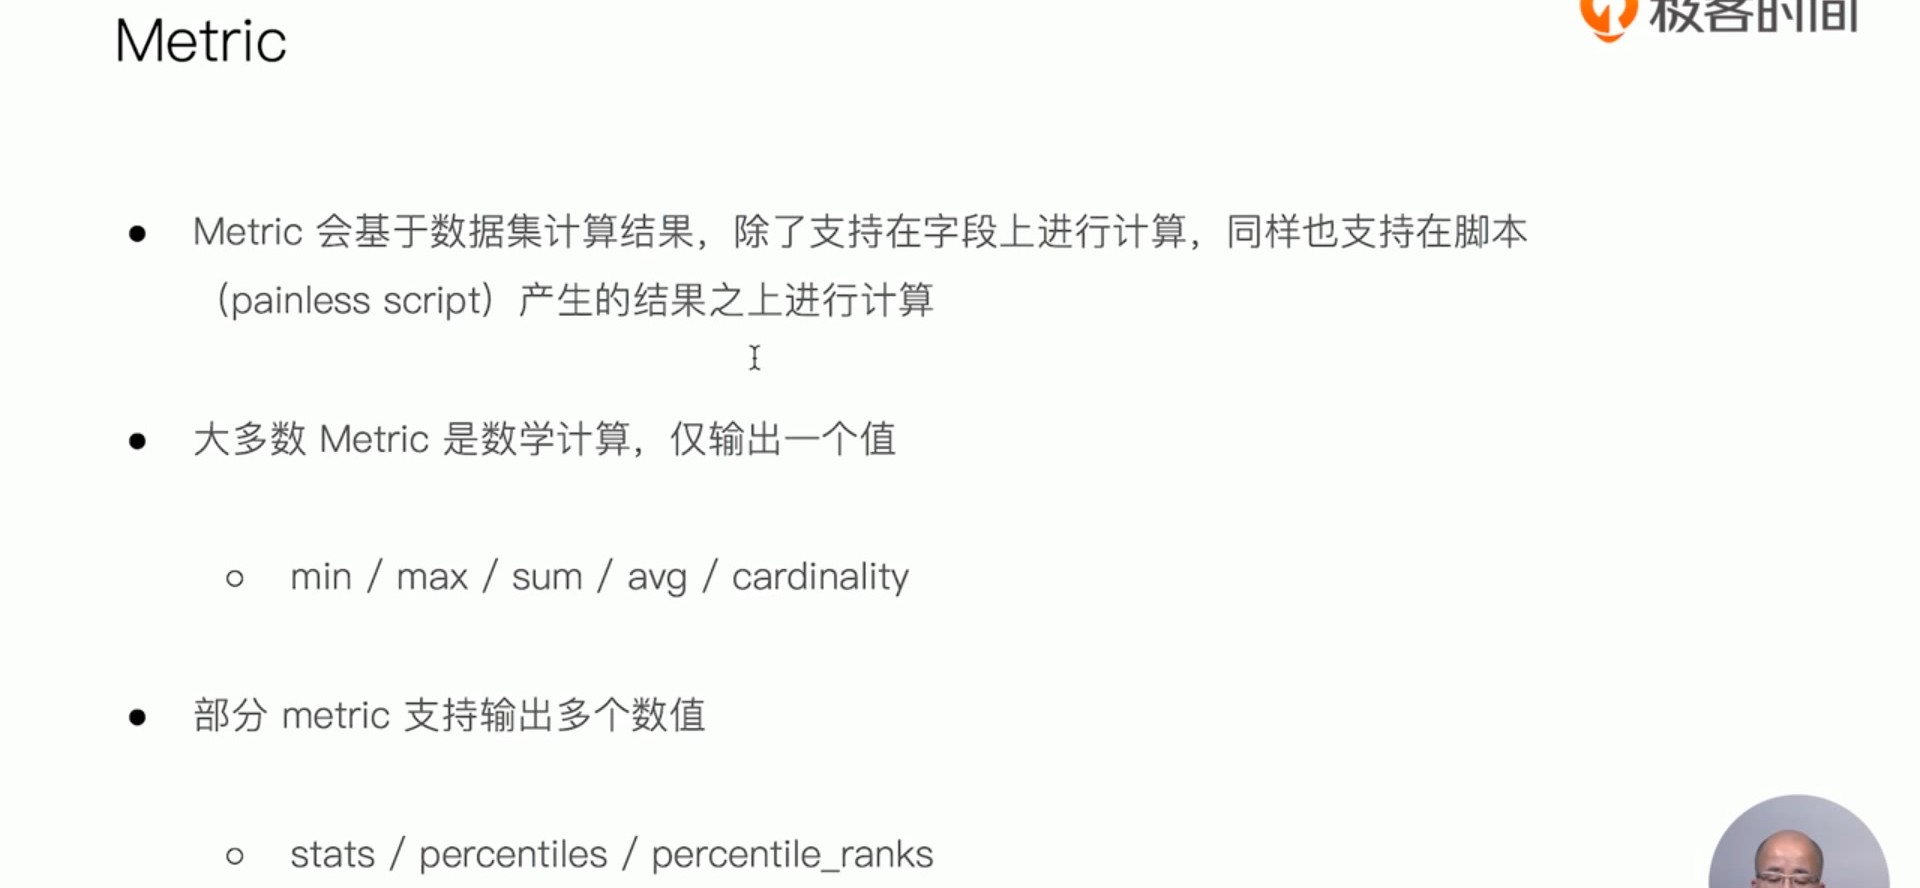 极客时间
Metric
● Metric 会基于数据集计算结果，除了支持在字段上进行计算，同样也支持在脚本
（painless script）产生的结果之上进行计算
● 大多数 Metric 是数学计算，仅输出一个值
○ min / max / sum / avg / cardinality
● 部分 metric 支持输出多个数值
○ stats / percentiles / percentile_ranks